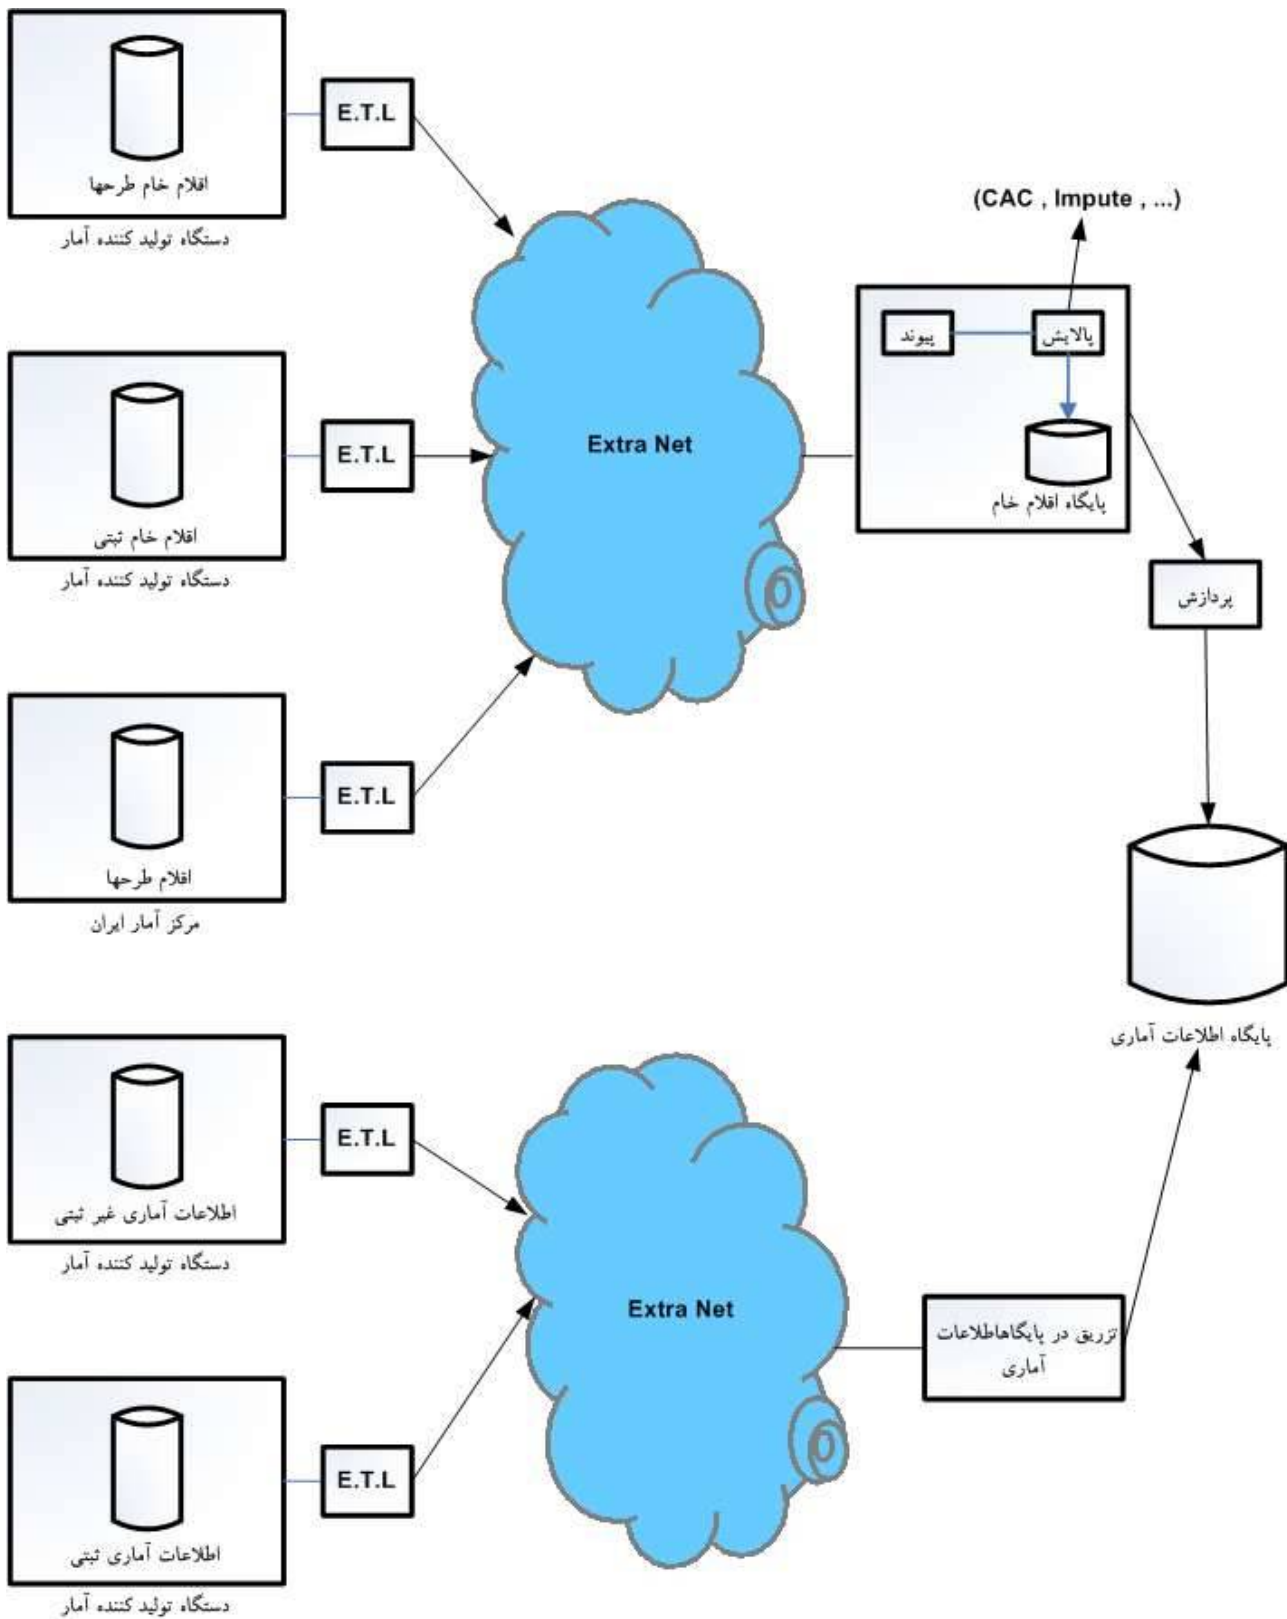 E.T.L
اقلام خام طرحها
دستگاه تولید کننده آمار
(CAC , Impute , ...)
پیوند
پالایش
E.T.L
Extra Net
پایگاه اقلام خام
اقلام خام ثبتی
دستگاه تولید کننده آمار
پردازش
E.T.L
اقلام طرحها
مرکز آمار ایران
پایگاه اطلاعات آماری
E.T.L
اطلاعات آماری غیر ثبتی
دستگاه تولید کننده آمار
Extra Net
تزریق در پایگاهاطلاعات
آماری
E.T.L
اطلاعات آماری ثبتی
دستگاه تولید کننده آمار